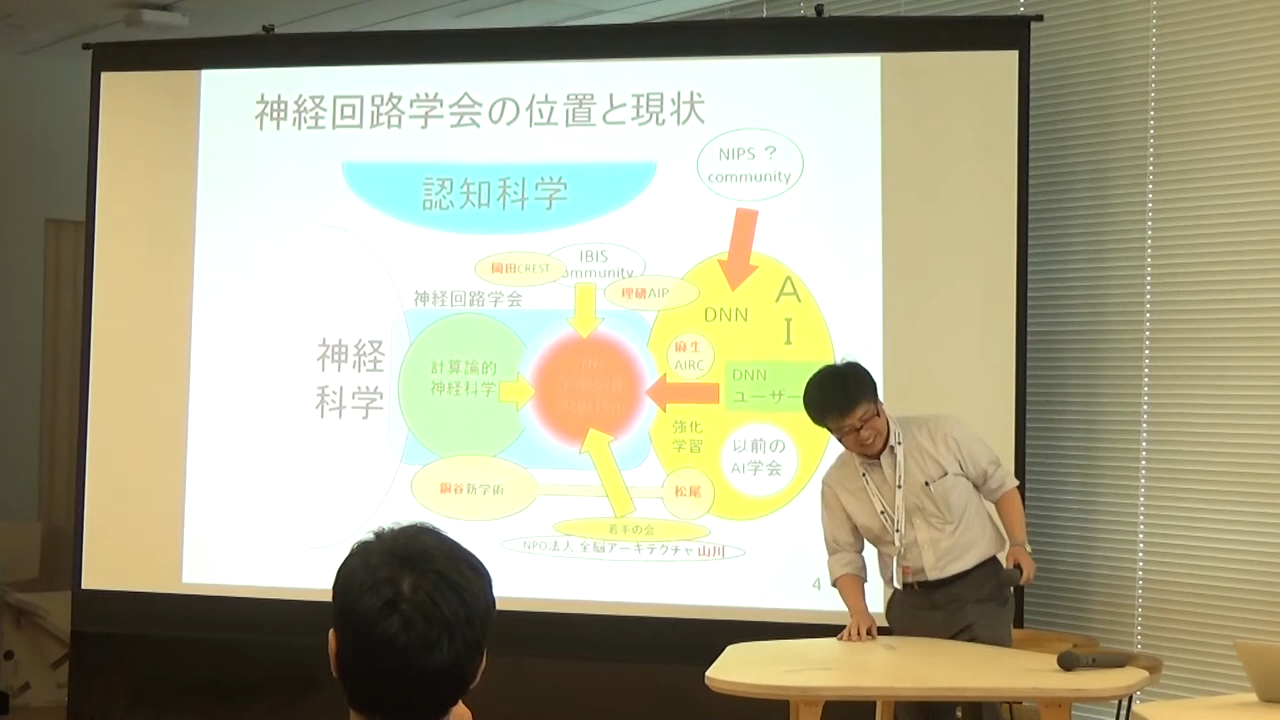 神経回路学会の位置と現状
NIPS ?
community
認知科学
IBIS
ommunity
岡田CREST
理研AIP
神経回路学会
DNN
A
I
麻生
AIRC
神経
科学
計算論的
神経科学
DNN
ユーザー
強化
学習
以前の
AI学会
銅谷新学術
松尾
若手の会
NPO法人 全脳アーキテクチャ 山川
4